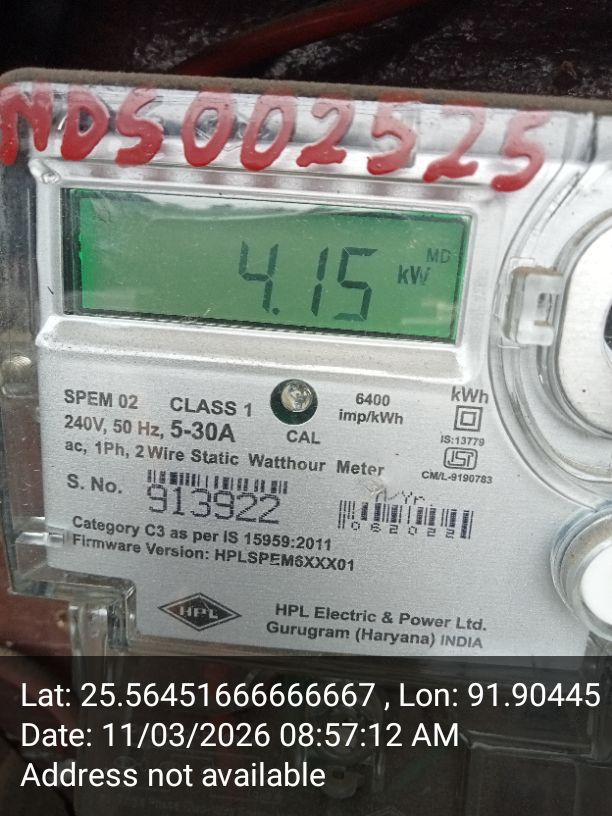 NDS002525
4.15 kW MD
SPEM 02 CLASS 1 6400 imp/kWh kWh
240V, 50 Hz, 5-30A CAL IS:13779
ac, 1Ph, 2 Wire Static Watthour Meter CM/L-9190783
S. No. 913922 M/Yr
062022
Category C3 as per IS 15959:2011
Firmware Version: HPLSPEM6XXX01
HPL HPL Electric & Power Ltd.
Gurugram (Haryana) INDIA
Lat: 25.56451666666667 , Lon: 91.90445
Date: 11/03/2026 08:57:12 AM
Address not available